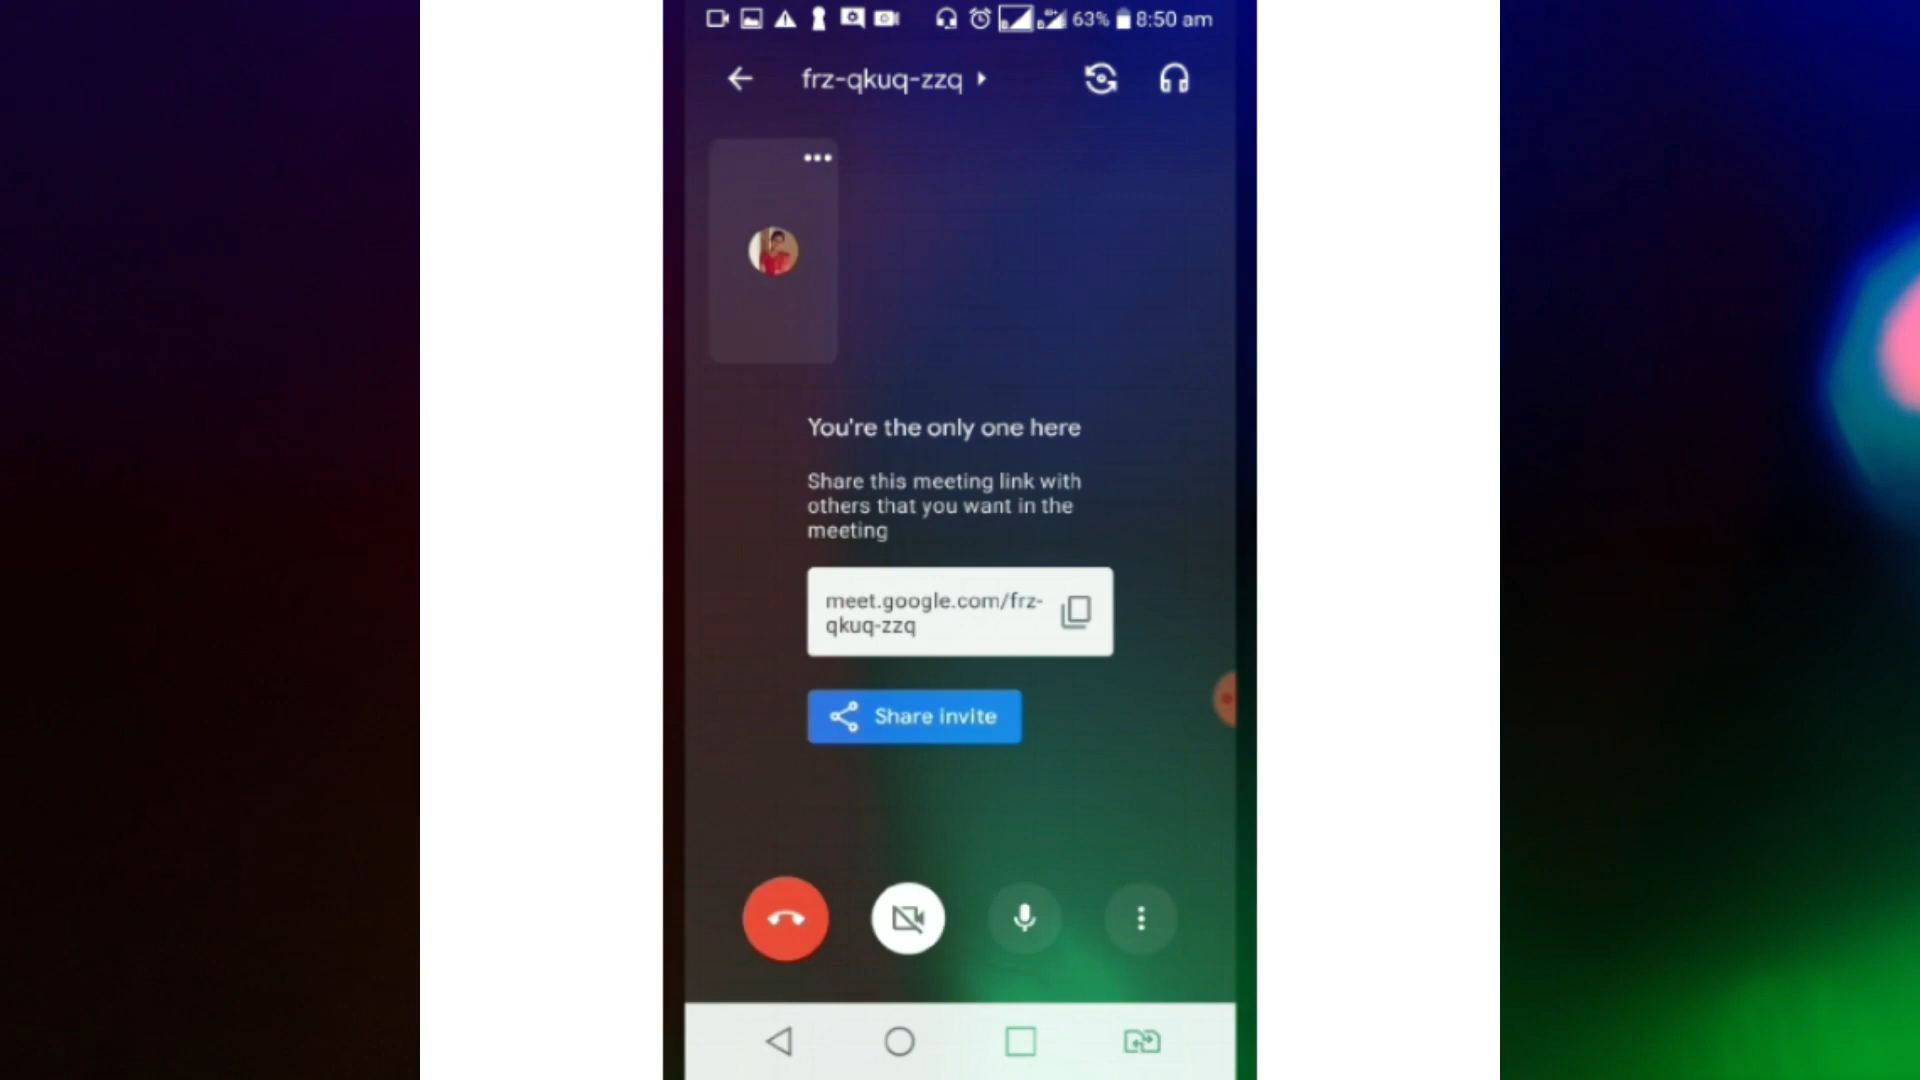 63% 8:50 am
frz-qkuq-zzq
You're the only one here
Share this meeting link with
others that you want in the
meeting
meet.google.com/frz-
qkuq-zzq
Share invite